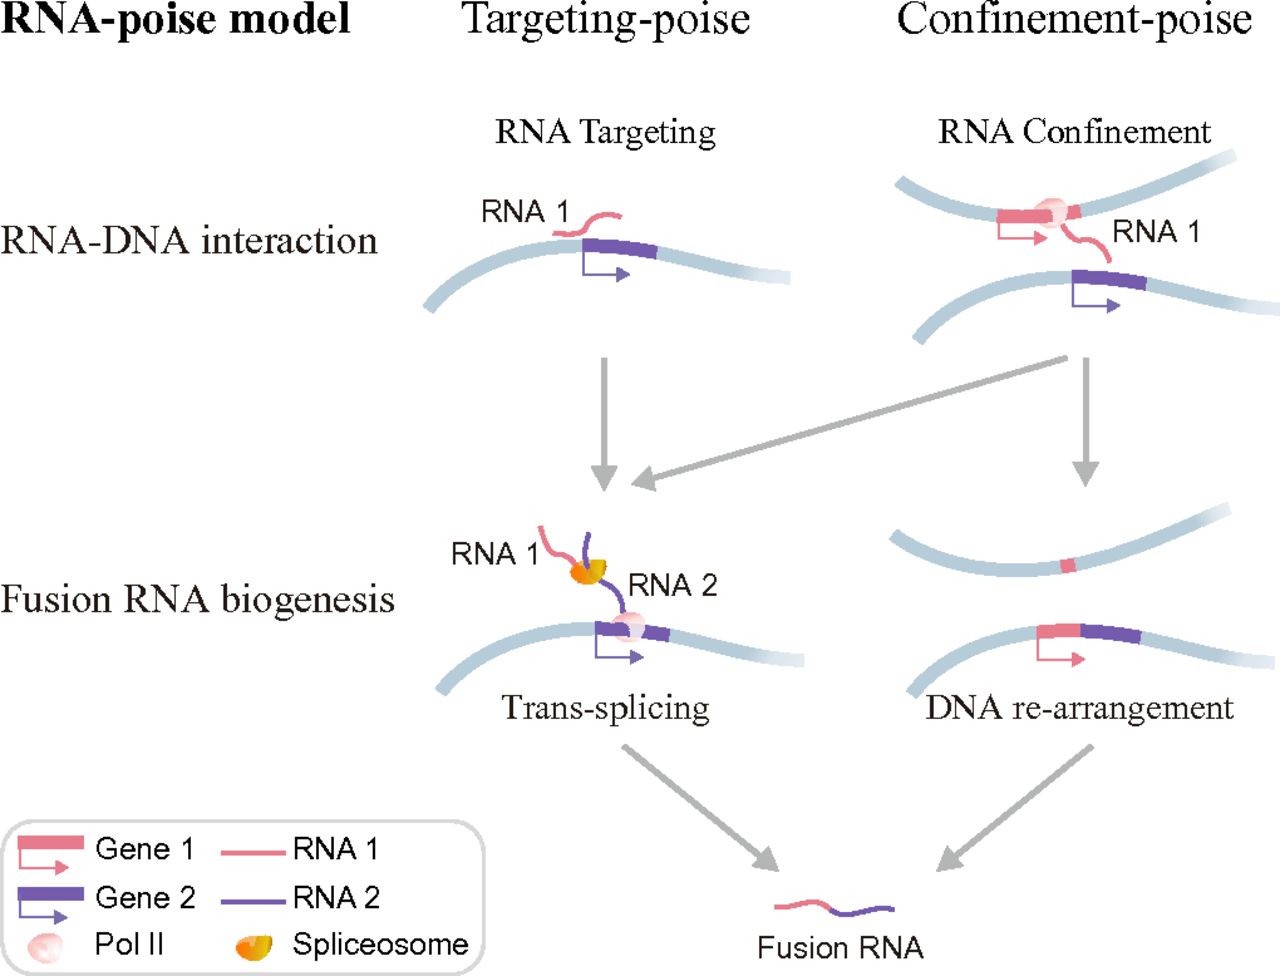 RNA-poise model
Targeting-poise
Confinement-poise
RNA Targeting
RNA Confinement
RNA 1
RNA 1
RNA-DNA interaction
RNA 1
RNA 2
Fusion RNA biogenesis
Trans-splicing
DNA re-arrangement
Gene 1
RNA 1
Gene 2
RNA 2
Pol II
Spliceosome
Fusion RNA